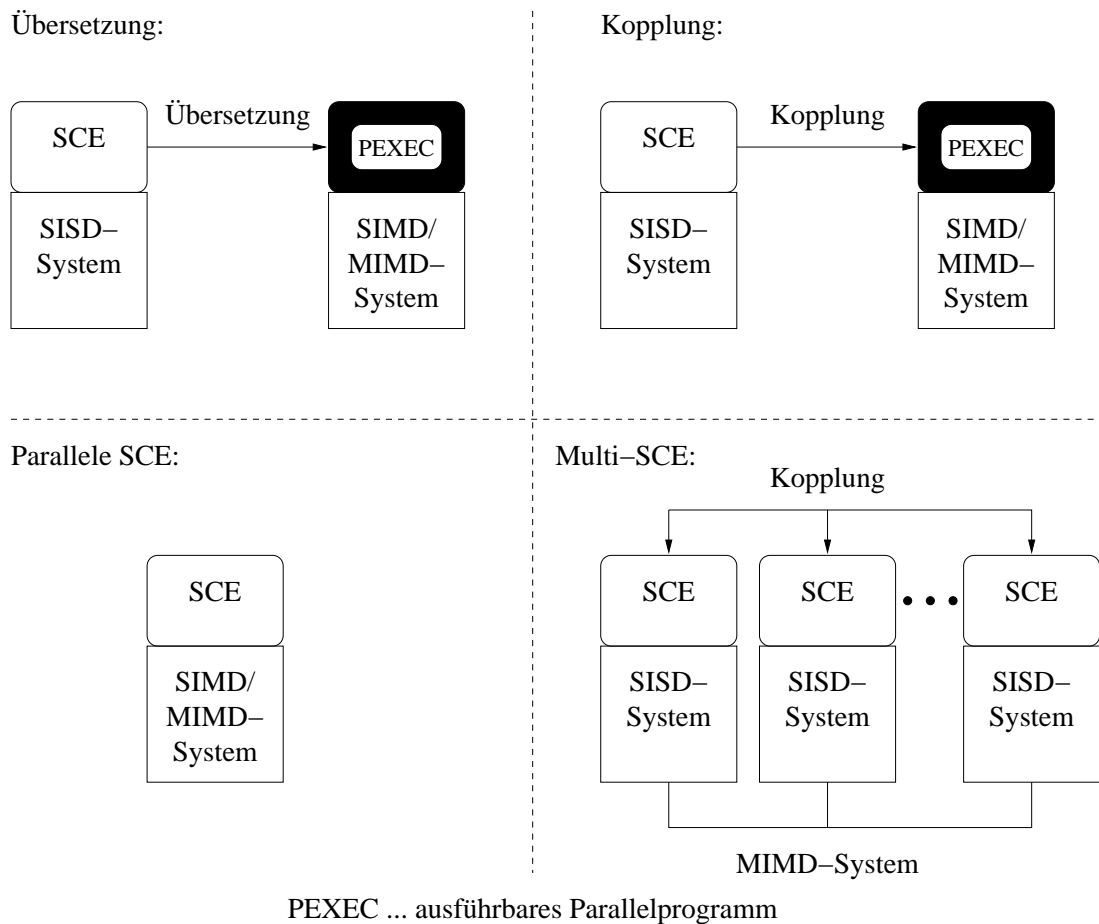 Übersetzung:
SCE
SISD–
System
Übersetzung
PEXEC
SIMD/
MIMD–
System
Kopplung:
SCE
SISD–
System
Kopplung
PEXEC
SIMD/
MIMD–
System
Parallele SCE:
SCE
SIMD/
MIMD–
System
Multi–SCE:
Kopplung
SCE
SISD–
System
SCE
SISD–
System
SCE
SISD–
System
MIMD–System
PEXEC ... ausführbares Parallelprogramm